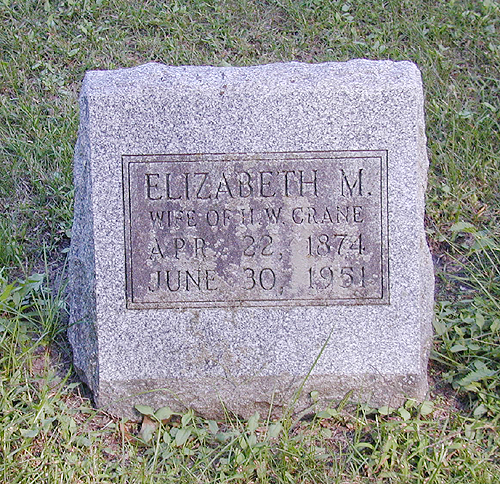 ELIZABETH M.
WIFE OF H.W. CRANE
APR. 22, 1874
JUNE 30, 1951